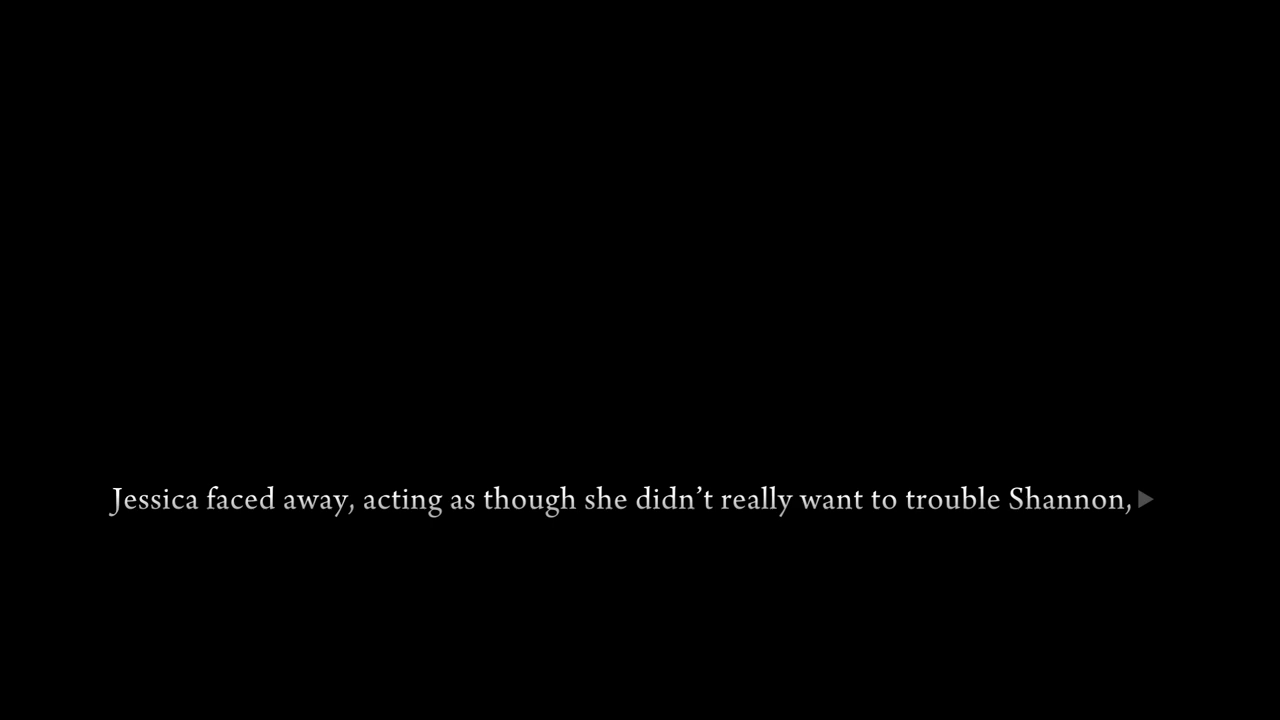 Jessica faced away, acting as though she didn’t really want to trouble Shannon,